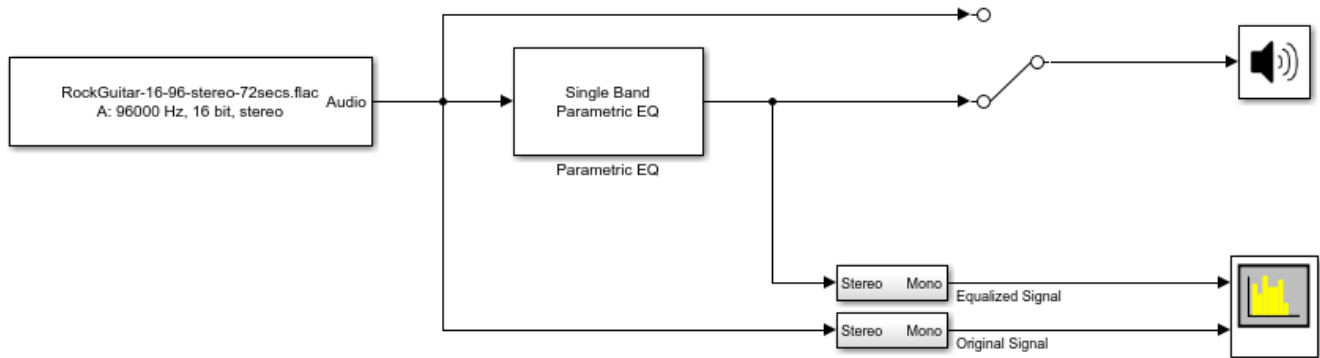 RockGuitar-16-96-stereo-72secs.flac
A: 96000 Hz, 16 bit, stereo
Audio
Single Band
Parametric EQ
Parametric EQ
Stereo Mono
Equalized Signal
Stereo Mono
Original Signal